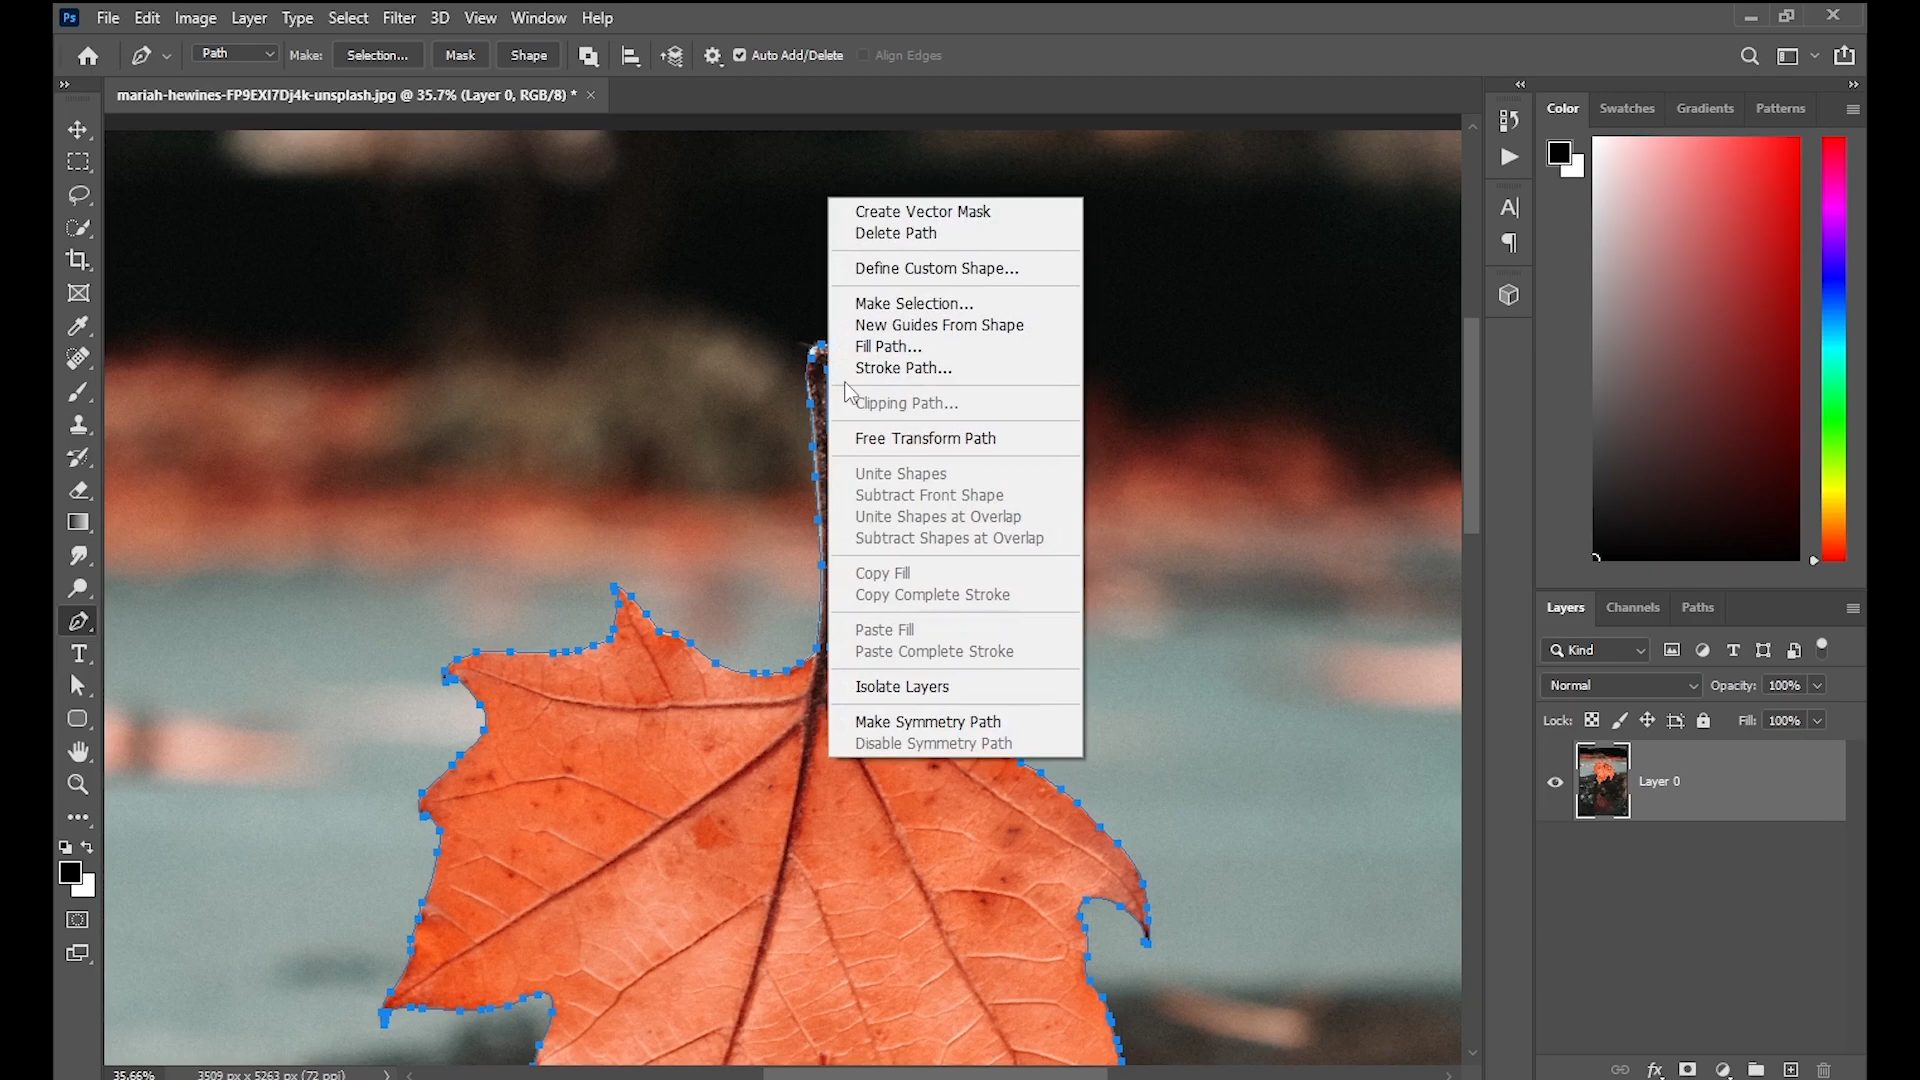 Ps File Edit Image Layer Type Select Filter 3D View Window Help
Path Make: Selection... Mask Shape Auto Add/Delete Align Edges
mariah-hewines-FP9EXI7Dj4k-unsplash.jpg @ 35.7% (Layer 0, RGB/8) *
Color Swatches Gradients Patterns
Create Vector Mask
Delete Path
Define Custom Shape...
Make Selection...
New Guides From Shape
Fill Path...
Stroke Path...
Clipping Path...
Free Transform Path
Unite Shapes
Subtract Front Shape
Unite Shapes at Overlap
Subtract Shapes at Overlap
Copy Fill
Copy Complete Stroke
Paste Fill
Paste Complete Stroke
Isolate Layers
Make Symmetry Path
Disable Symmetry Path
Layers Channels Paths
Kind
Normal Opacity: 100%
Lock: Fill: 100%
Layer 0
35.66% 3509 px x 5263 px (72 ppi)